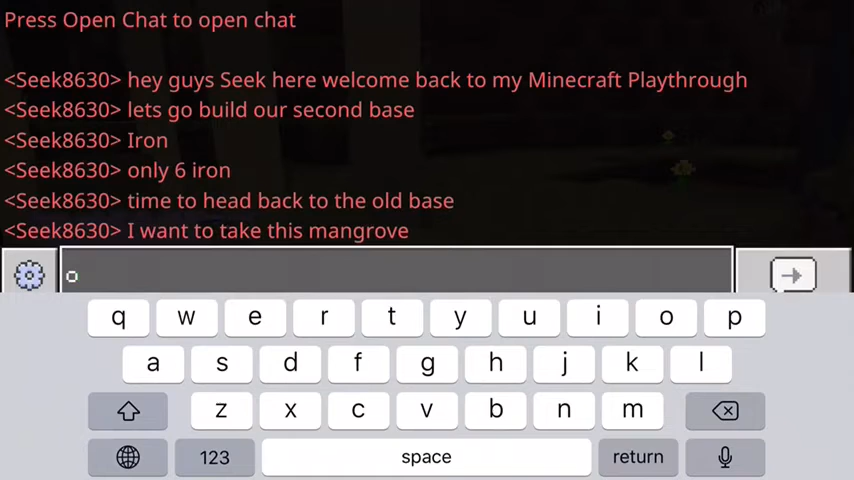 Press Open Chat to open chat
<Seek8630> hey guys Seek here welcome back to my Minecraft Playthrough
<Seek8630> lets go build our second base
<Seek8630> Iron
<Seek8630> only 6 iron
<Seek8630> time to head back to the old base
<Seek8630> I want to take this mangrove
o
q w e r t y u i o p
a s d f g h j k l
z x c v b n m
123 space return